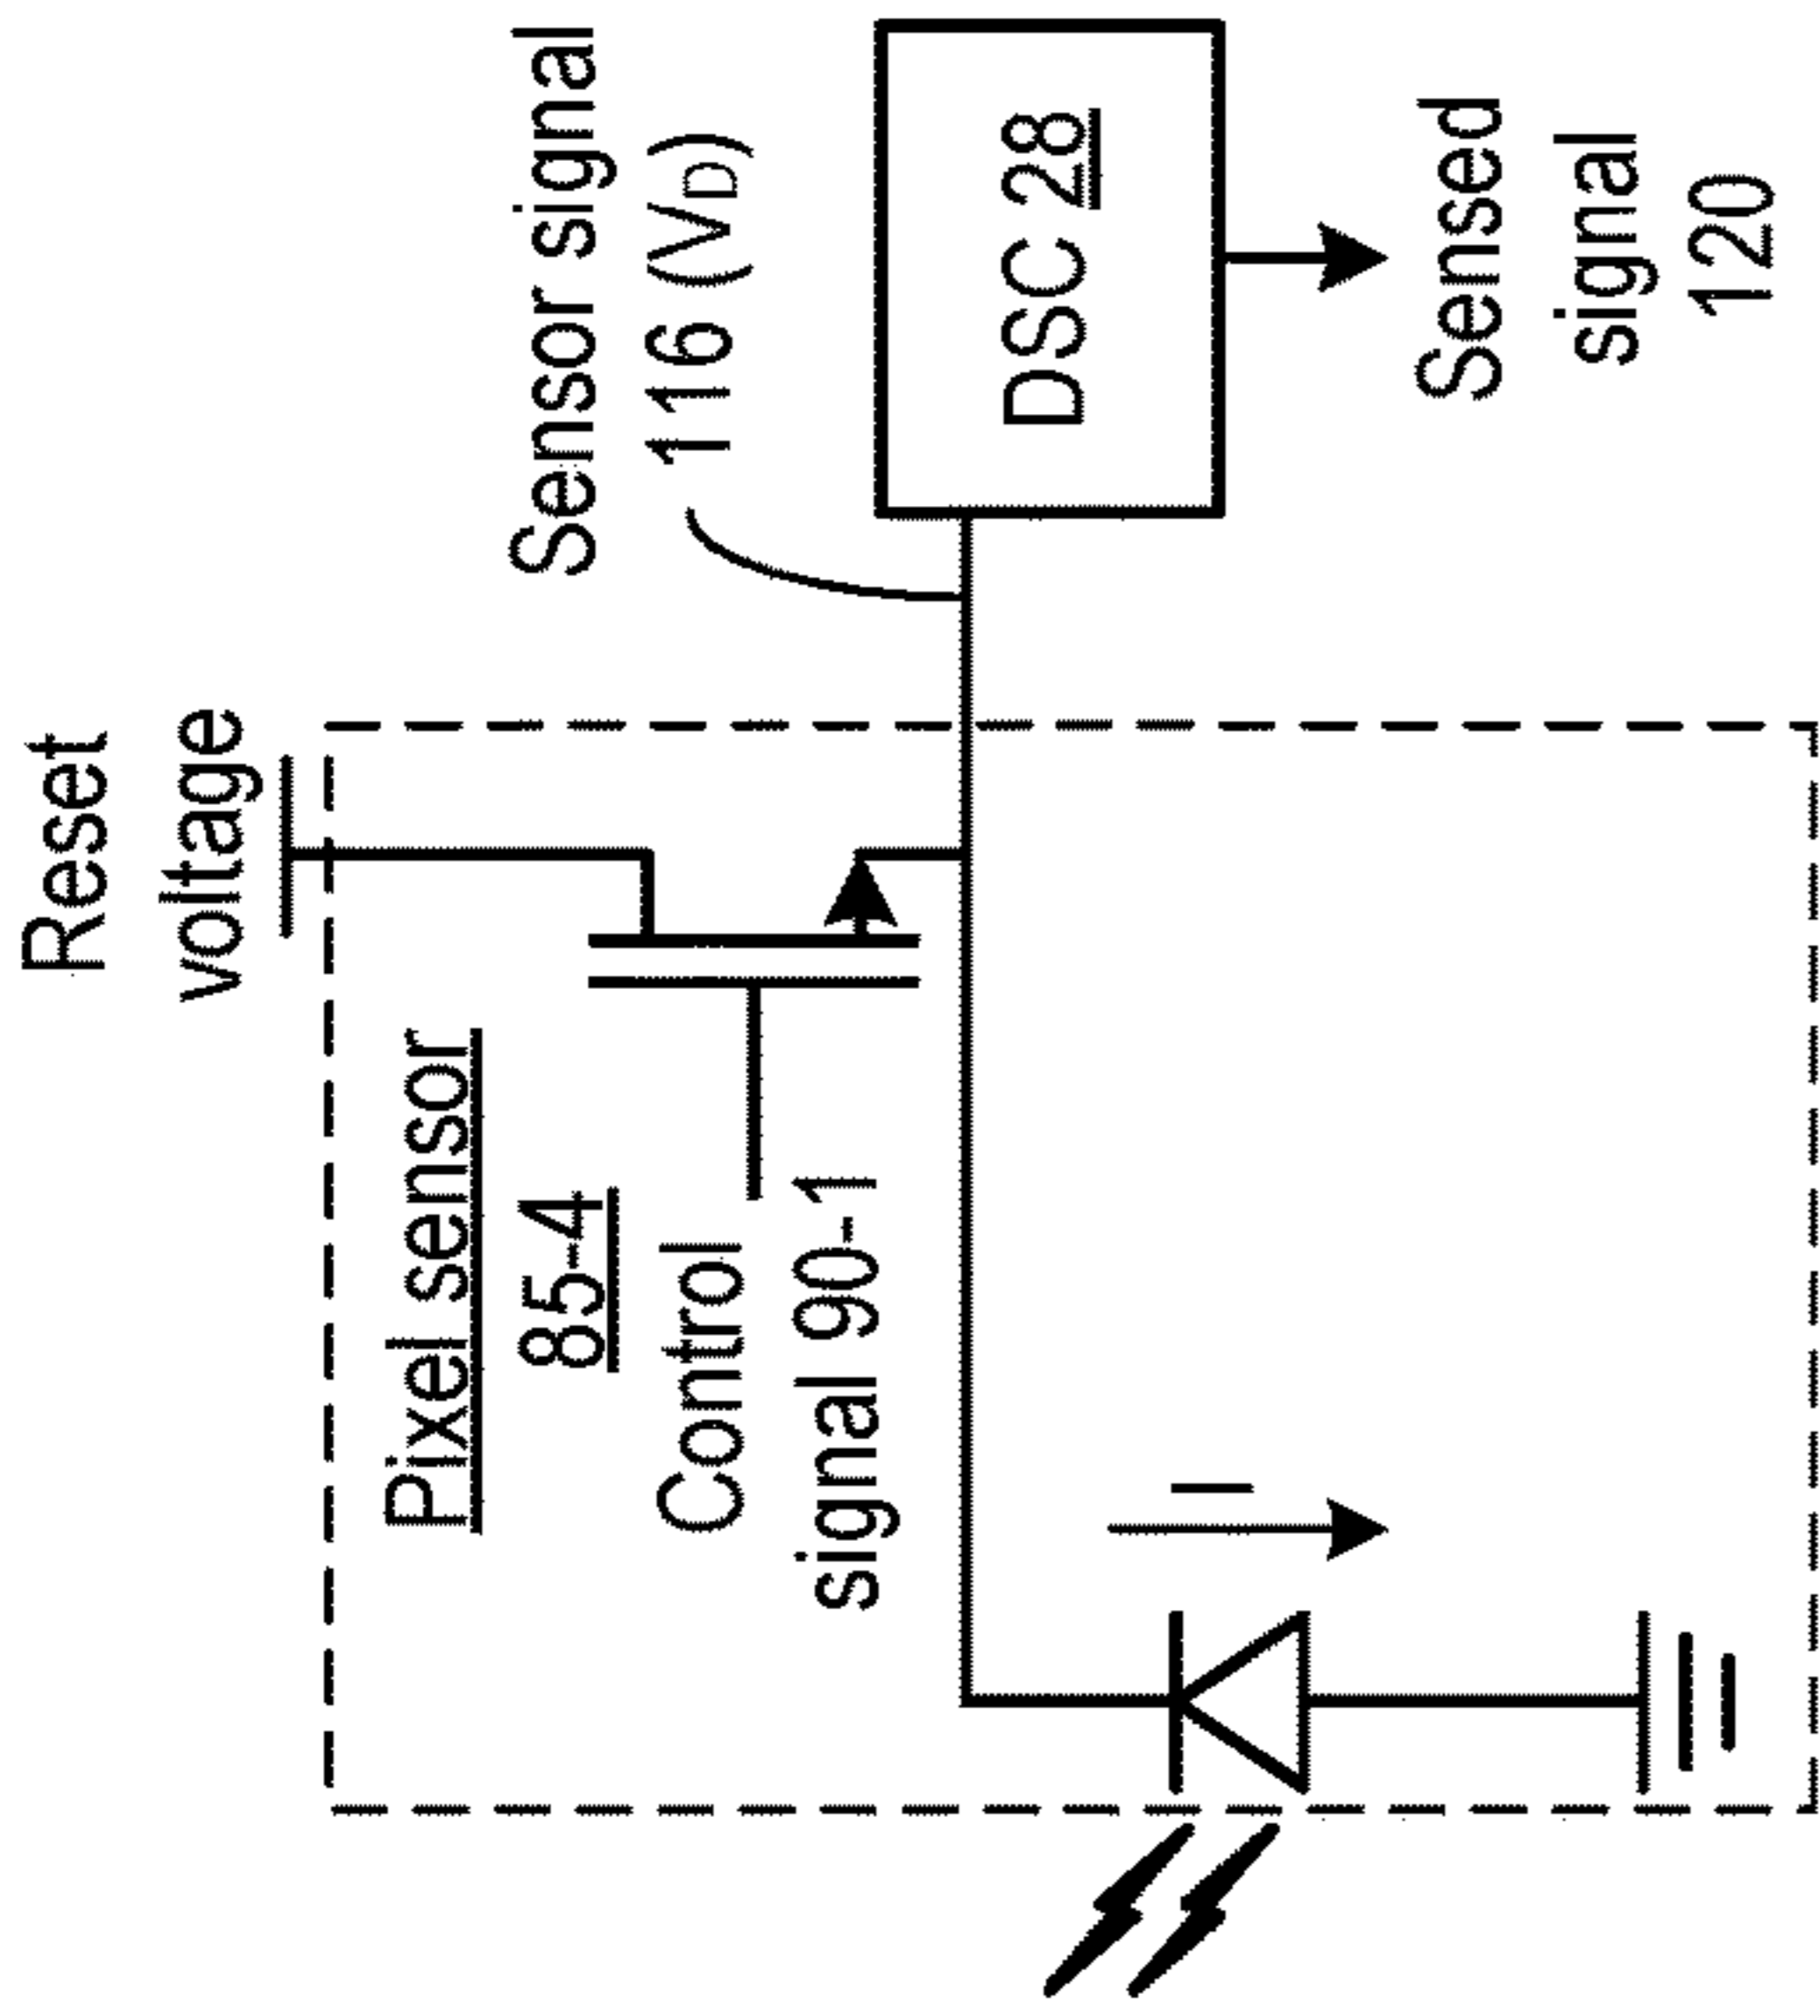 Reset
voltage
Pixel sensor
85-4
Control
signal 90-1
I
Sensor signal
116 (VD)
DSC 28
Sensed
signal
120